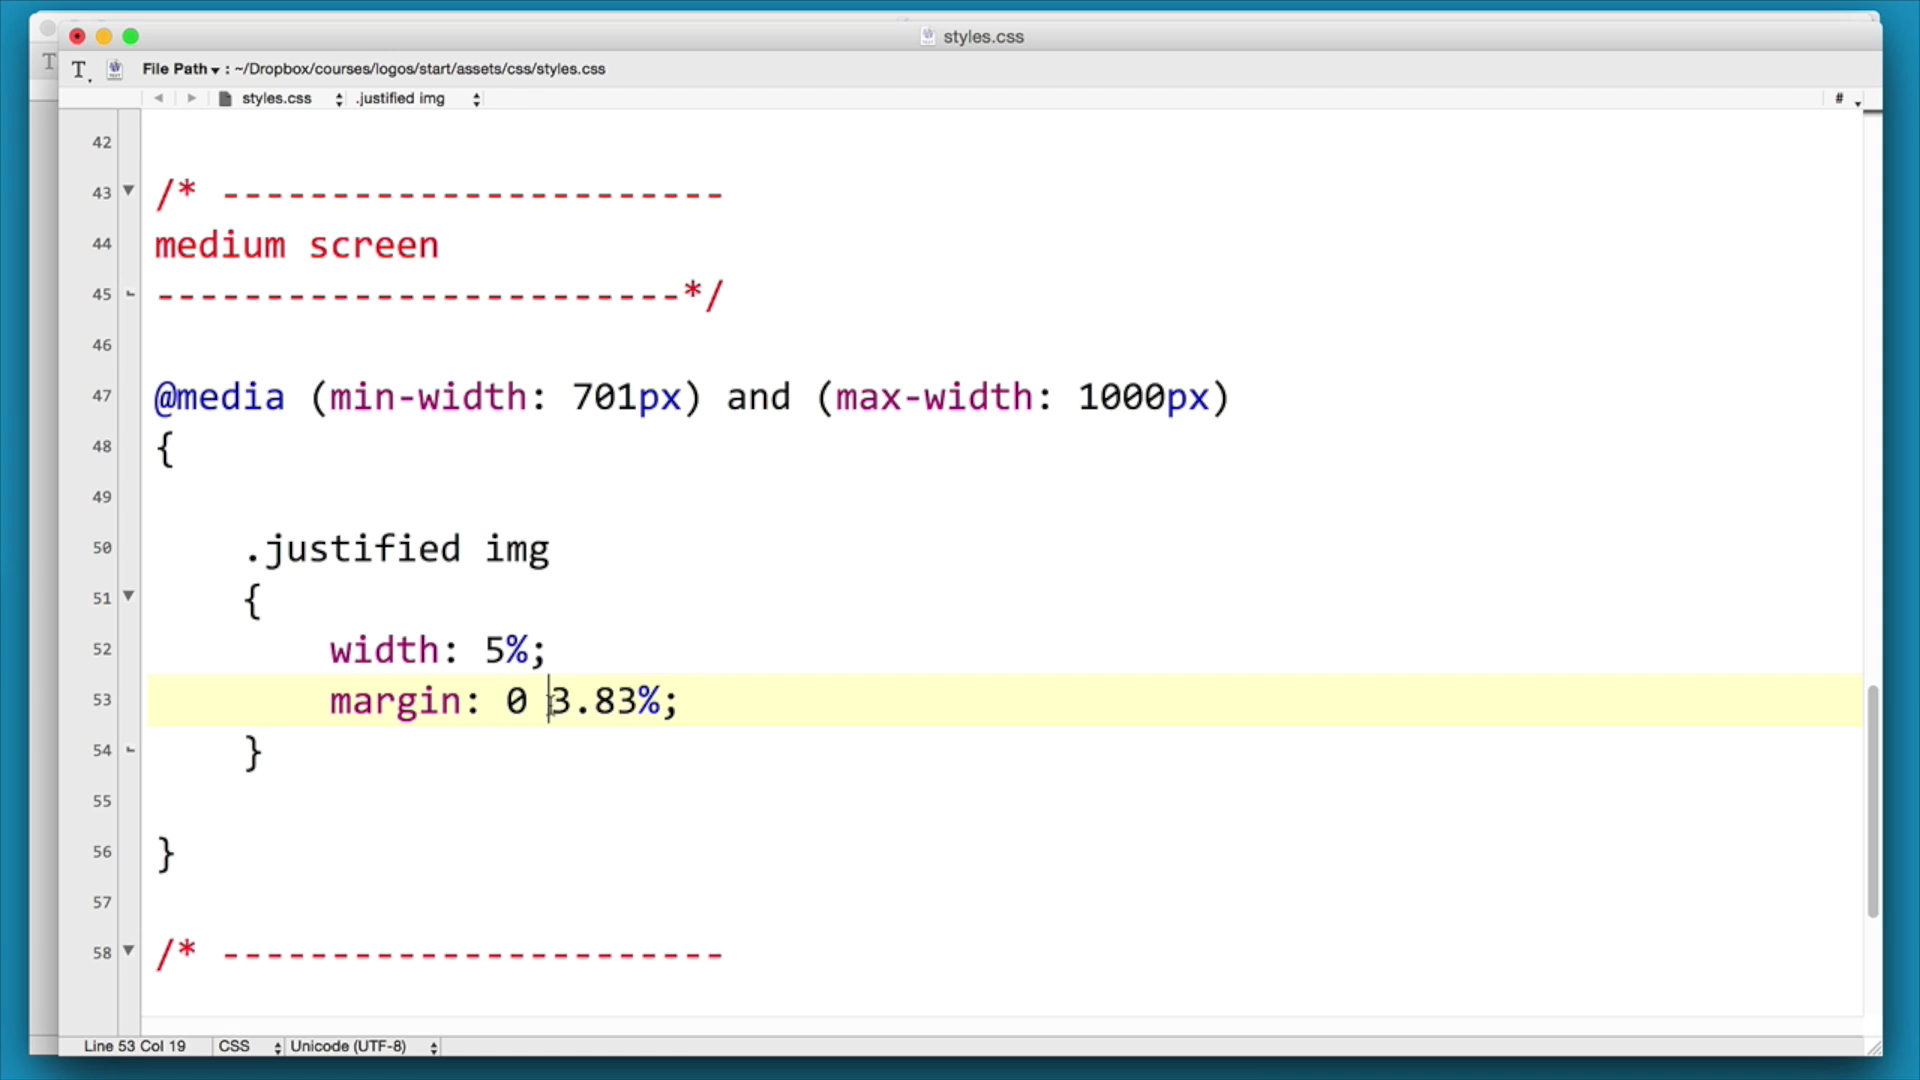 styles.css
T File Path : ~/Dropbox/courses/logos/start/assets/css/styles.css
styles.css .justified img #
42
43 /* -----------------------
44 medium screen
45 ------------------------*/
46
47 @media (min-width: 701px) and (max-width: 1000px)
48 {
49
50 .justified img
51 {
52 width: 5%;
53 margin: 0 3.83%;
54 }
55
56 }
57
58 /* -----------------------
Line 53 Col 19 CSS Unicode (UTF-8)